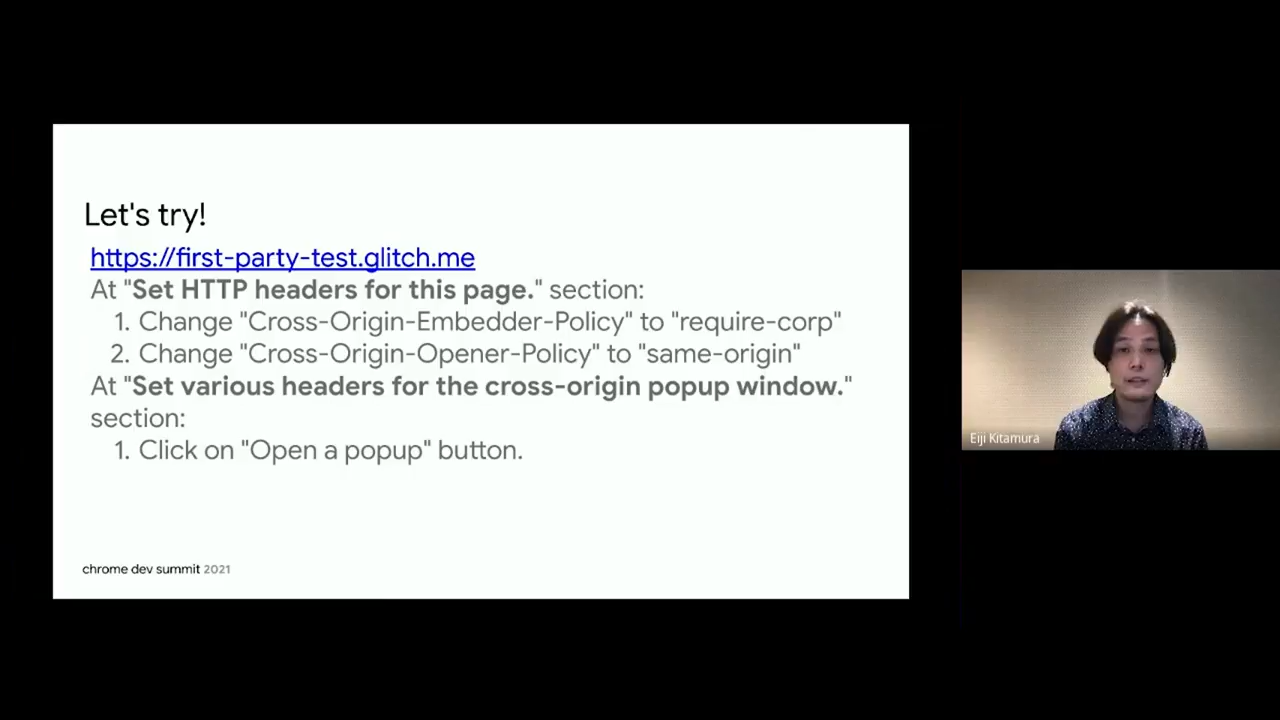 Let's try!
https://first-party-test.glitch.me
At "Set HTTP headers for this page." section:
1. Change "Cross-Origin-Embedder-Policy" to "require-corp"
2. Change "Cross-Origin-Opener-Policy" to "same-origin"
At "Set various headers for the cross-origin popup window."
section:
1. Click on "Open a popup" button.
chrome dev summit 2021
Eiji Kitamura